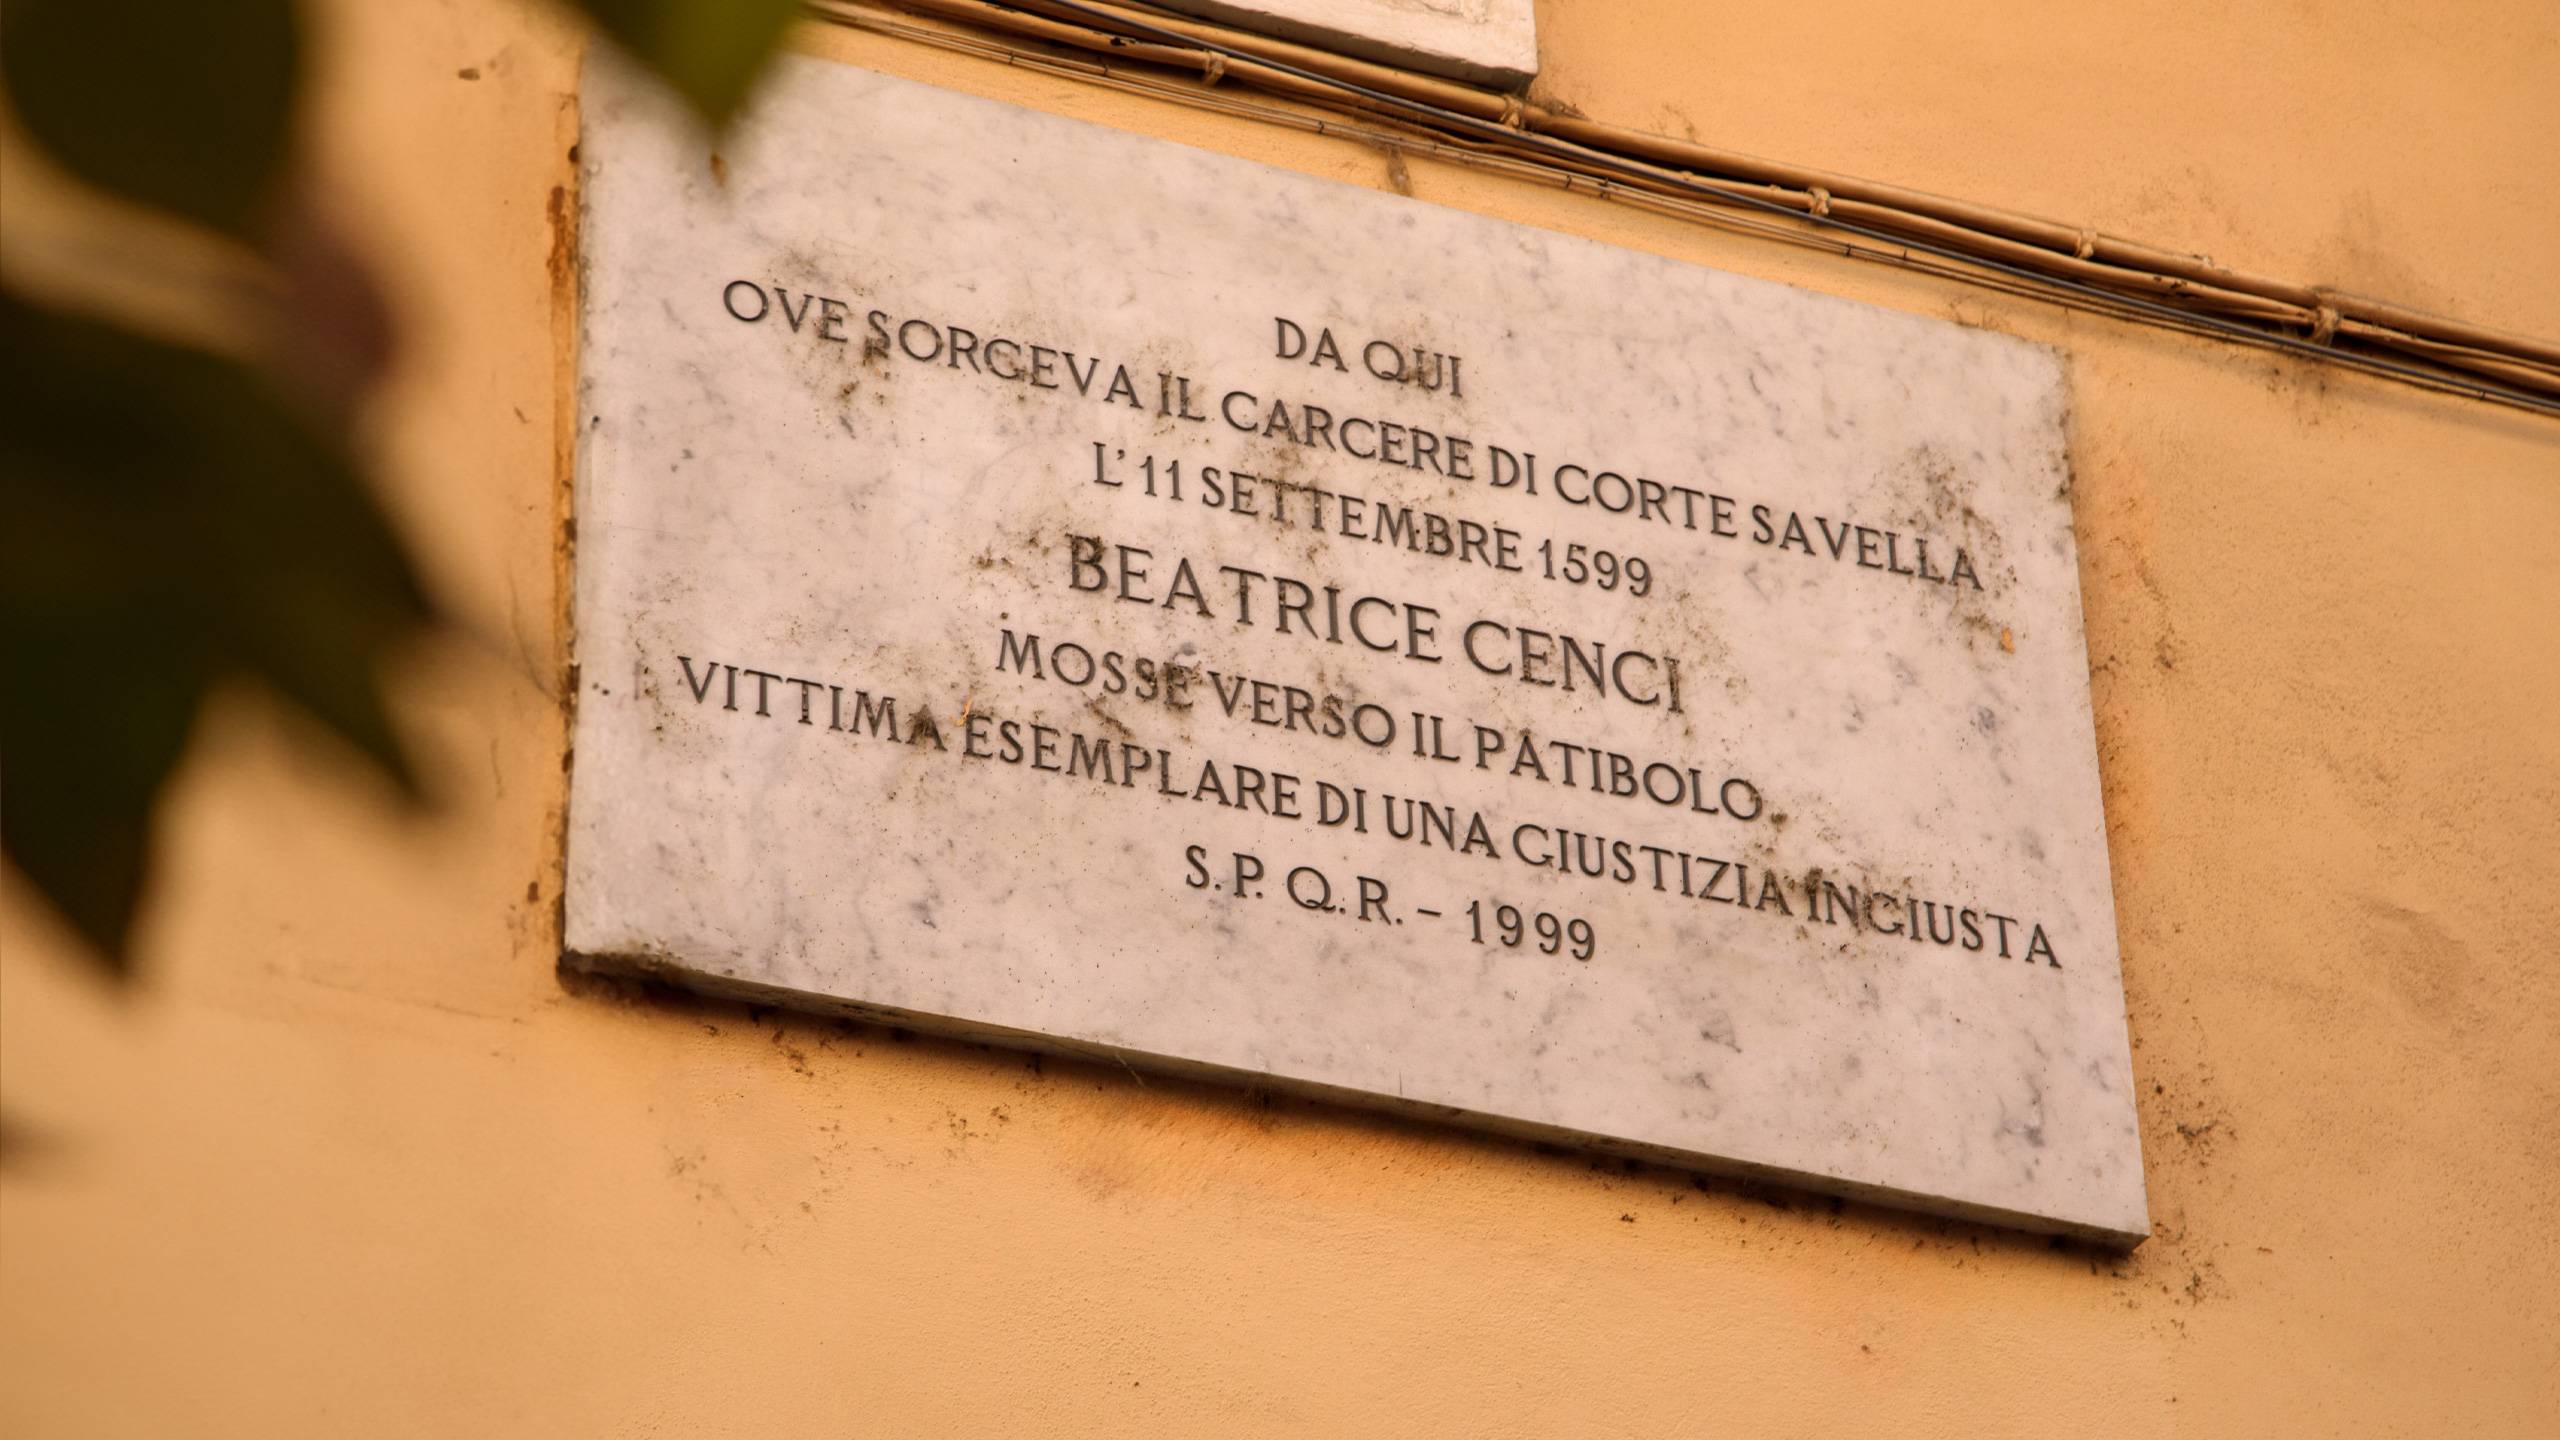 DA QUI
OVE SORGEVA IL CARCERE DI CORTE SAVELLA
L'11 SETTEMBRE 1599
BEATRICE CENCI
MOSSE VERSO IL PATIBOLO,
VITTIMA ESEMPLARE DI UNA GIUSTIZIA INGIUSTA
S. P. Q. R. – 1999